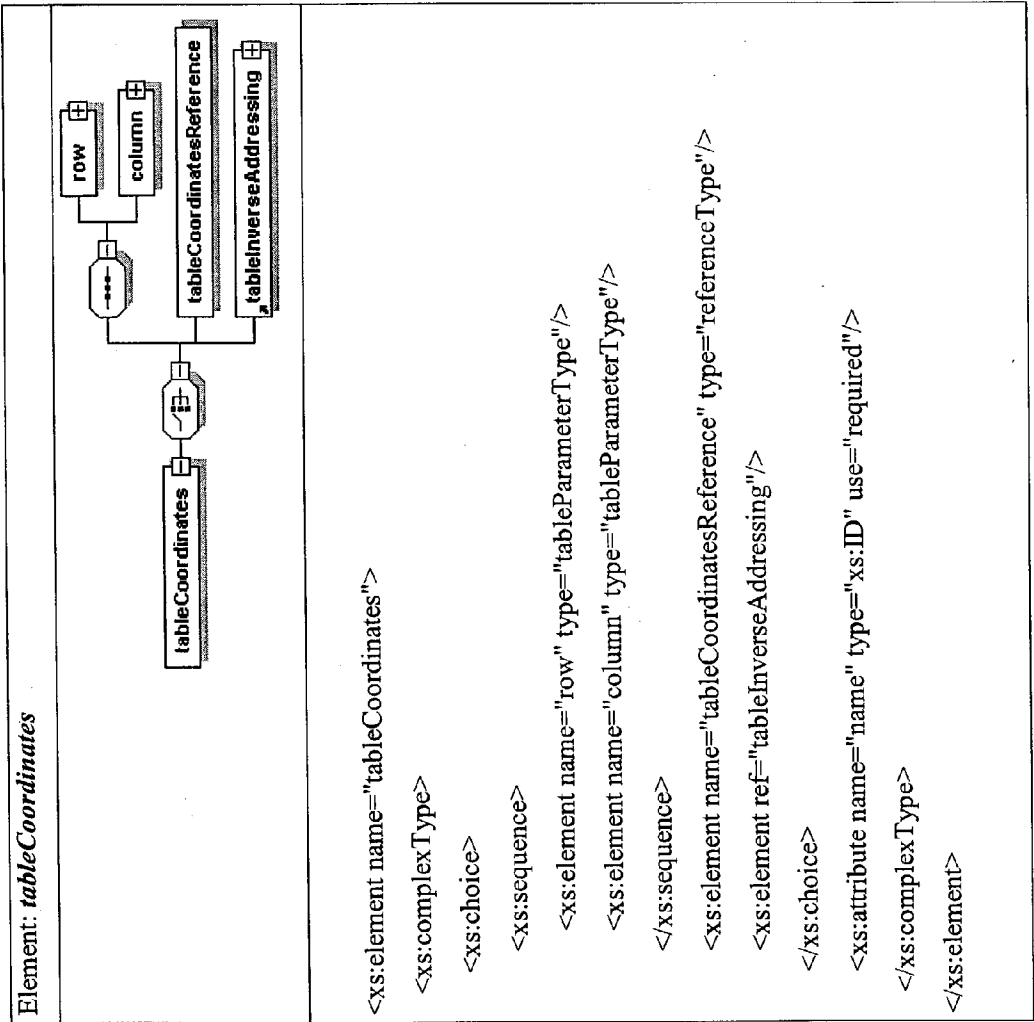 Element: tableCoordinates
tableCoordinates
row
column
tableCoordinatesReference
tableInverseAddressing
<xs:element name="tableCoordinates">
<xs:complexType>
<xs:choice>
<xs:sequence>
<xs:element name="row" type="tableParameterType"/>
<xs:element name="column" type="tableParameterType"/>
</xs:sequence>
<xs:element name="tableCoordinatesReference" type="referenceType"/>
<xs:element ref="tableInverseAddressing"/>
</xs:choice>
<xs:attribute name="name" type="xs:ID" use="required"/>
</xs:complexType>
</xs:element>